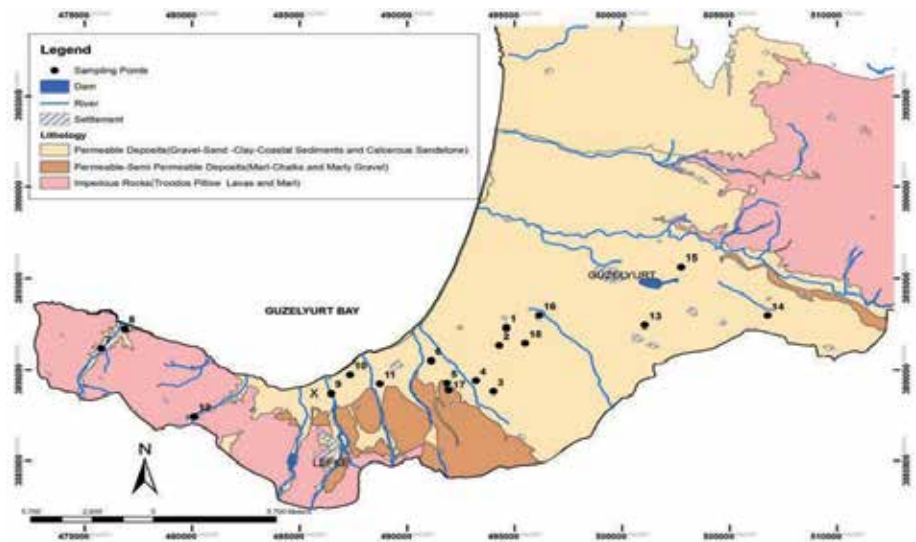 475000 480000 485000 490000 495000 500000 505000 510000
Legend
Sampling Points
Dam
River
Settlement
Lithology
Permeable Deposits(Gravel-Sand -Clay-Coastal Sediments and Calcerous Sandstone)
Permeable-Semi Permeable Deposits(Marl-Chalks and Marly Gravel)
Impervious Rocks(Troodos Pillow Lavas and Marl)
15
GUZELYURT
GUZELYURT BAY
8
1
16
13
14
7
2
18
6
10
11
5
4
9
X
17
3
12
LEFKE
N
475000 480000 485000 490000 495000 500000 505000 510000